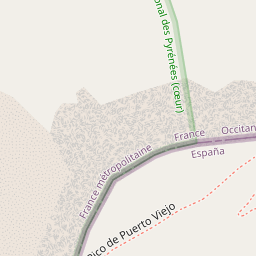 onal des Pyrénées (cœur)
France
Occitan
France métropolitaine
España
Pico de Puerto Viejo